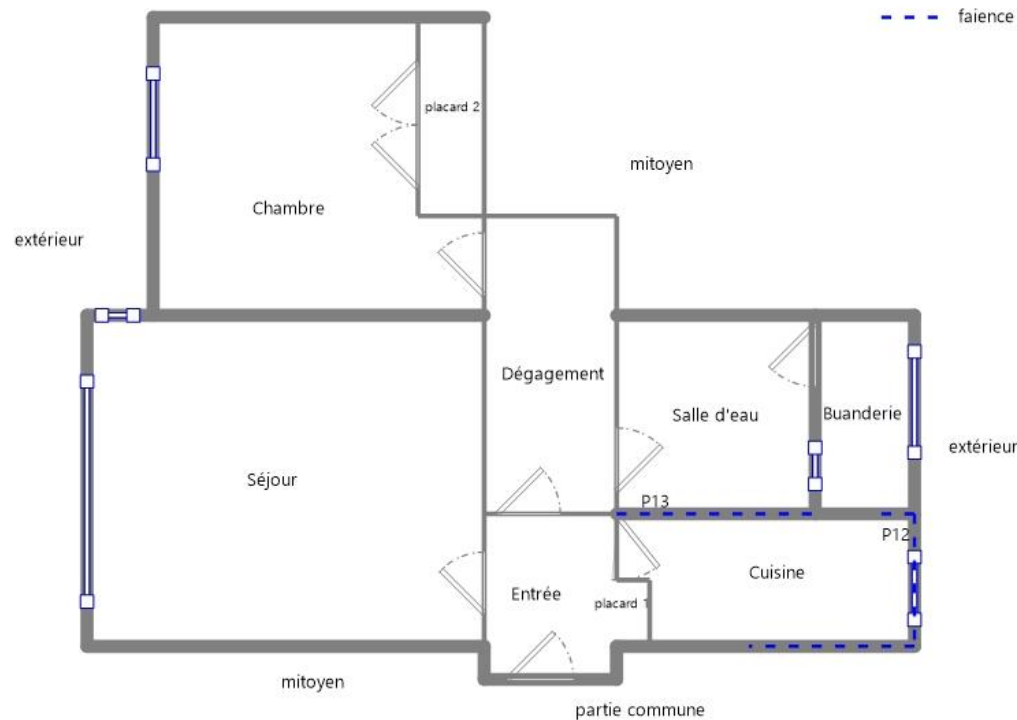 faience
placard 2
mitoyen
Chambre
extérieur
Dégagement
Salle d'eau
Buanderie
extérieur
Séjour
P13
P12
Cuisine
Entrée
placard 1
mitoyen
partie commune